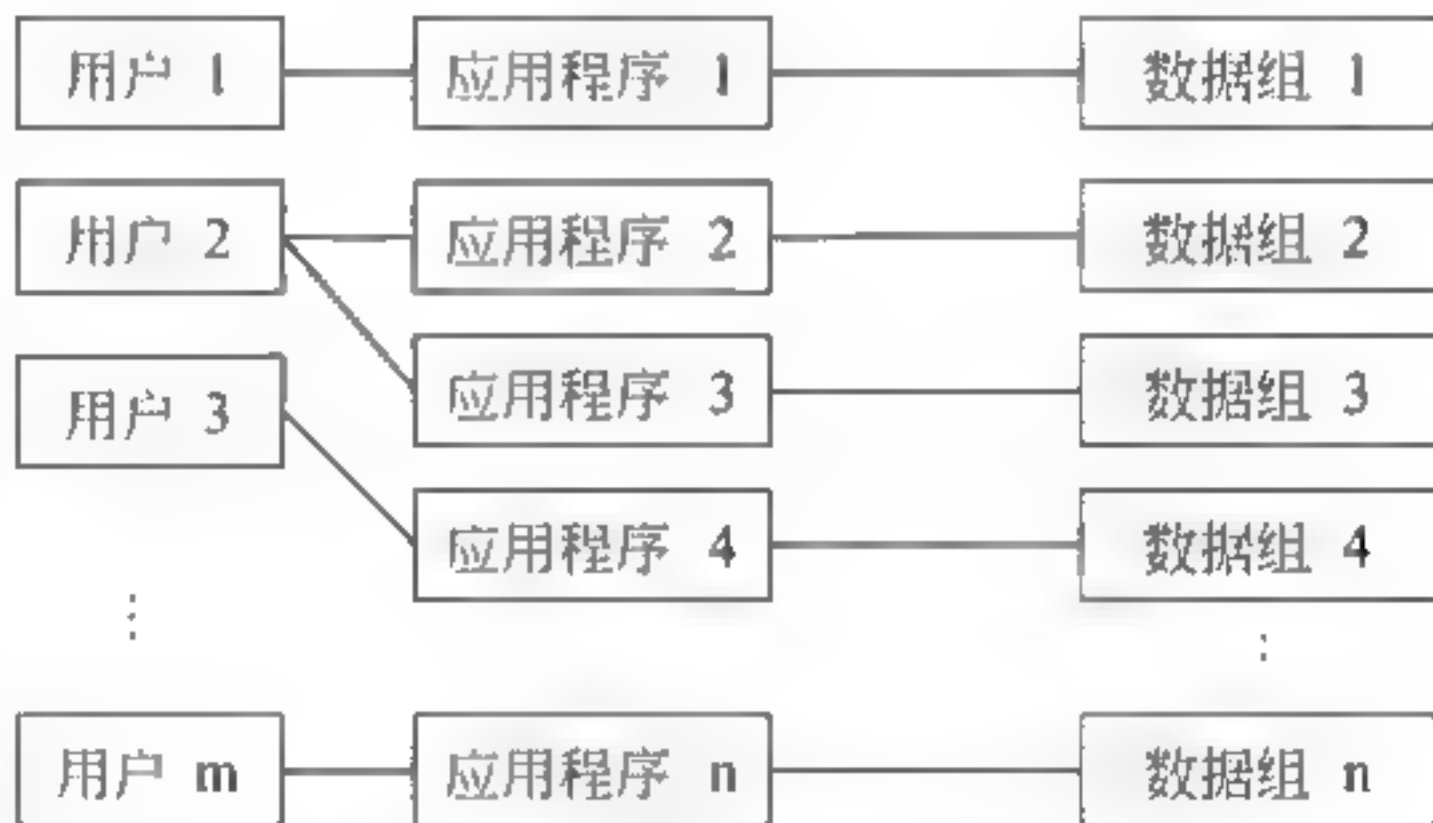 用户 1 应用程序 1 数据组 1
用户 2 应用程序 2 数据组 2
应用程序 3 数据组 3
用户 3
应用程序 4 数据组 4
⋮ ⋮
用户 m 应用程序 n 数据组 n